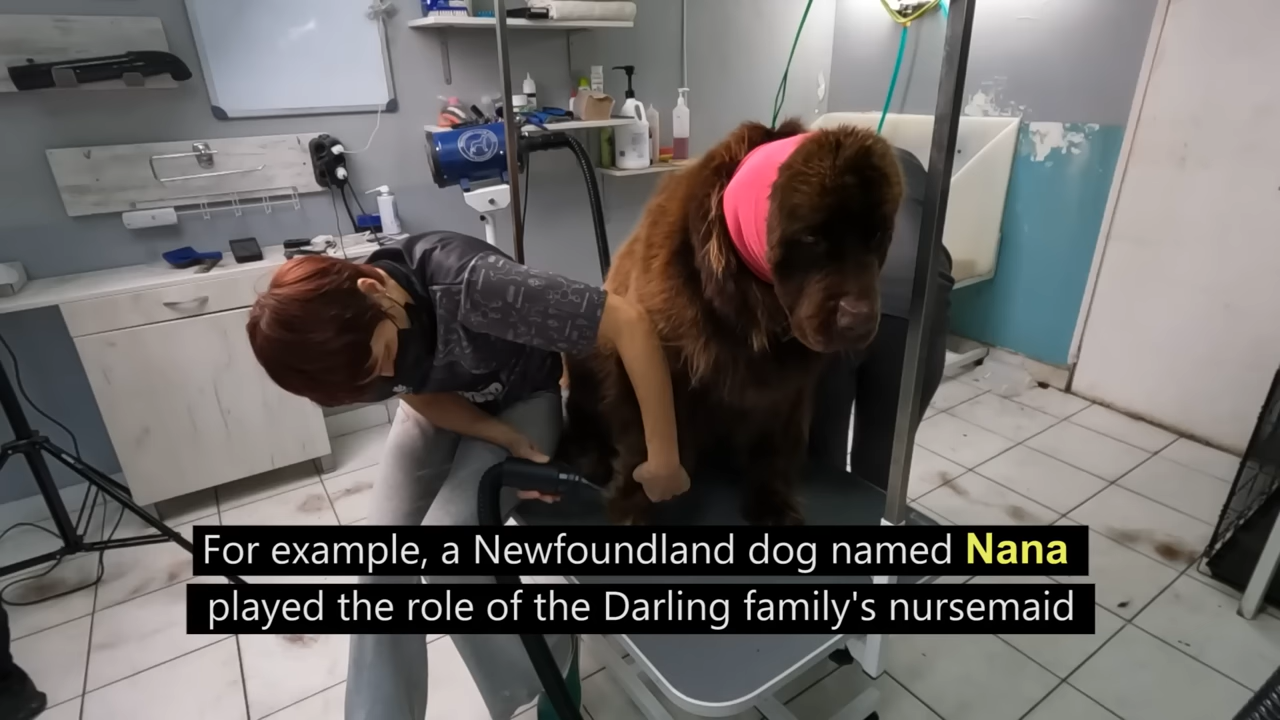 For example, a Newfoundland dog named Nana
played the role of the Darling family's nursemaid